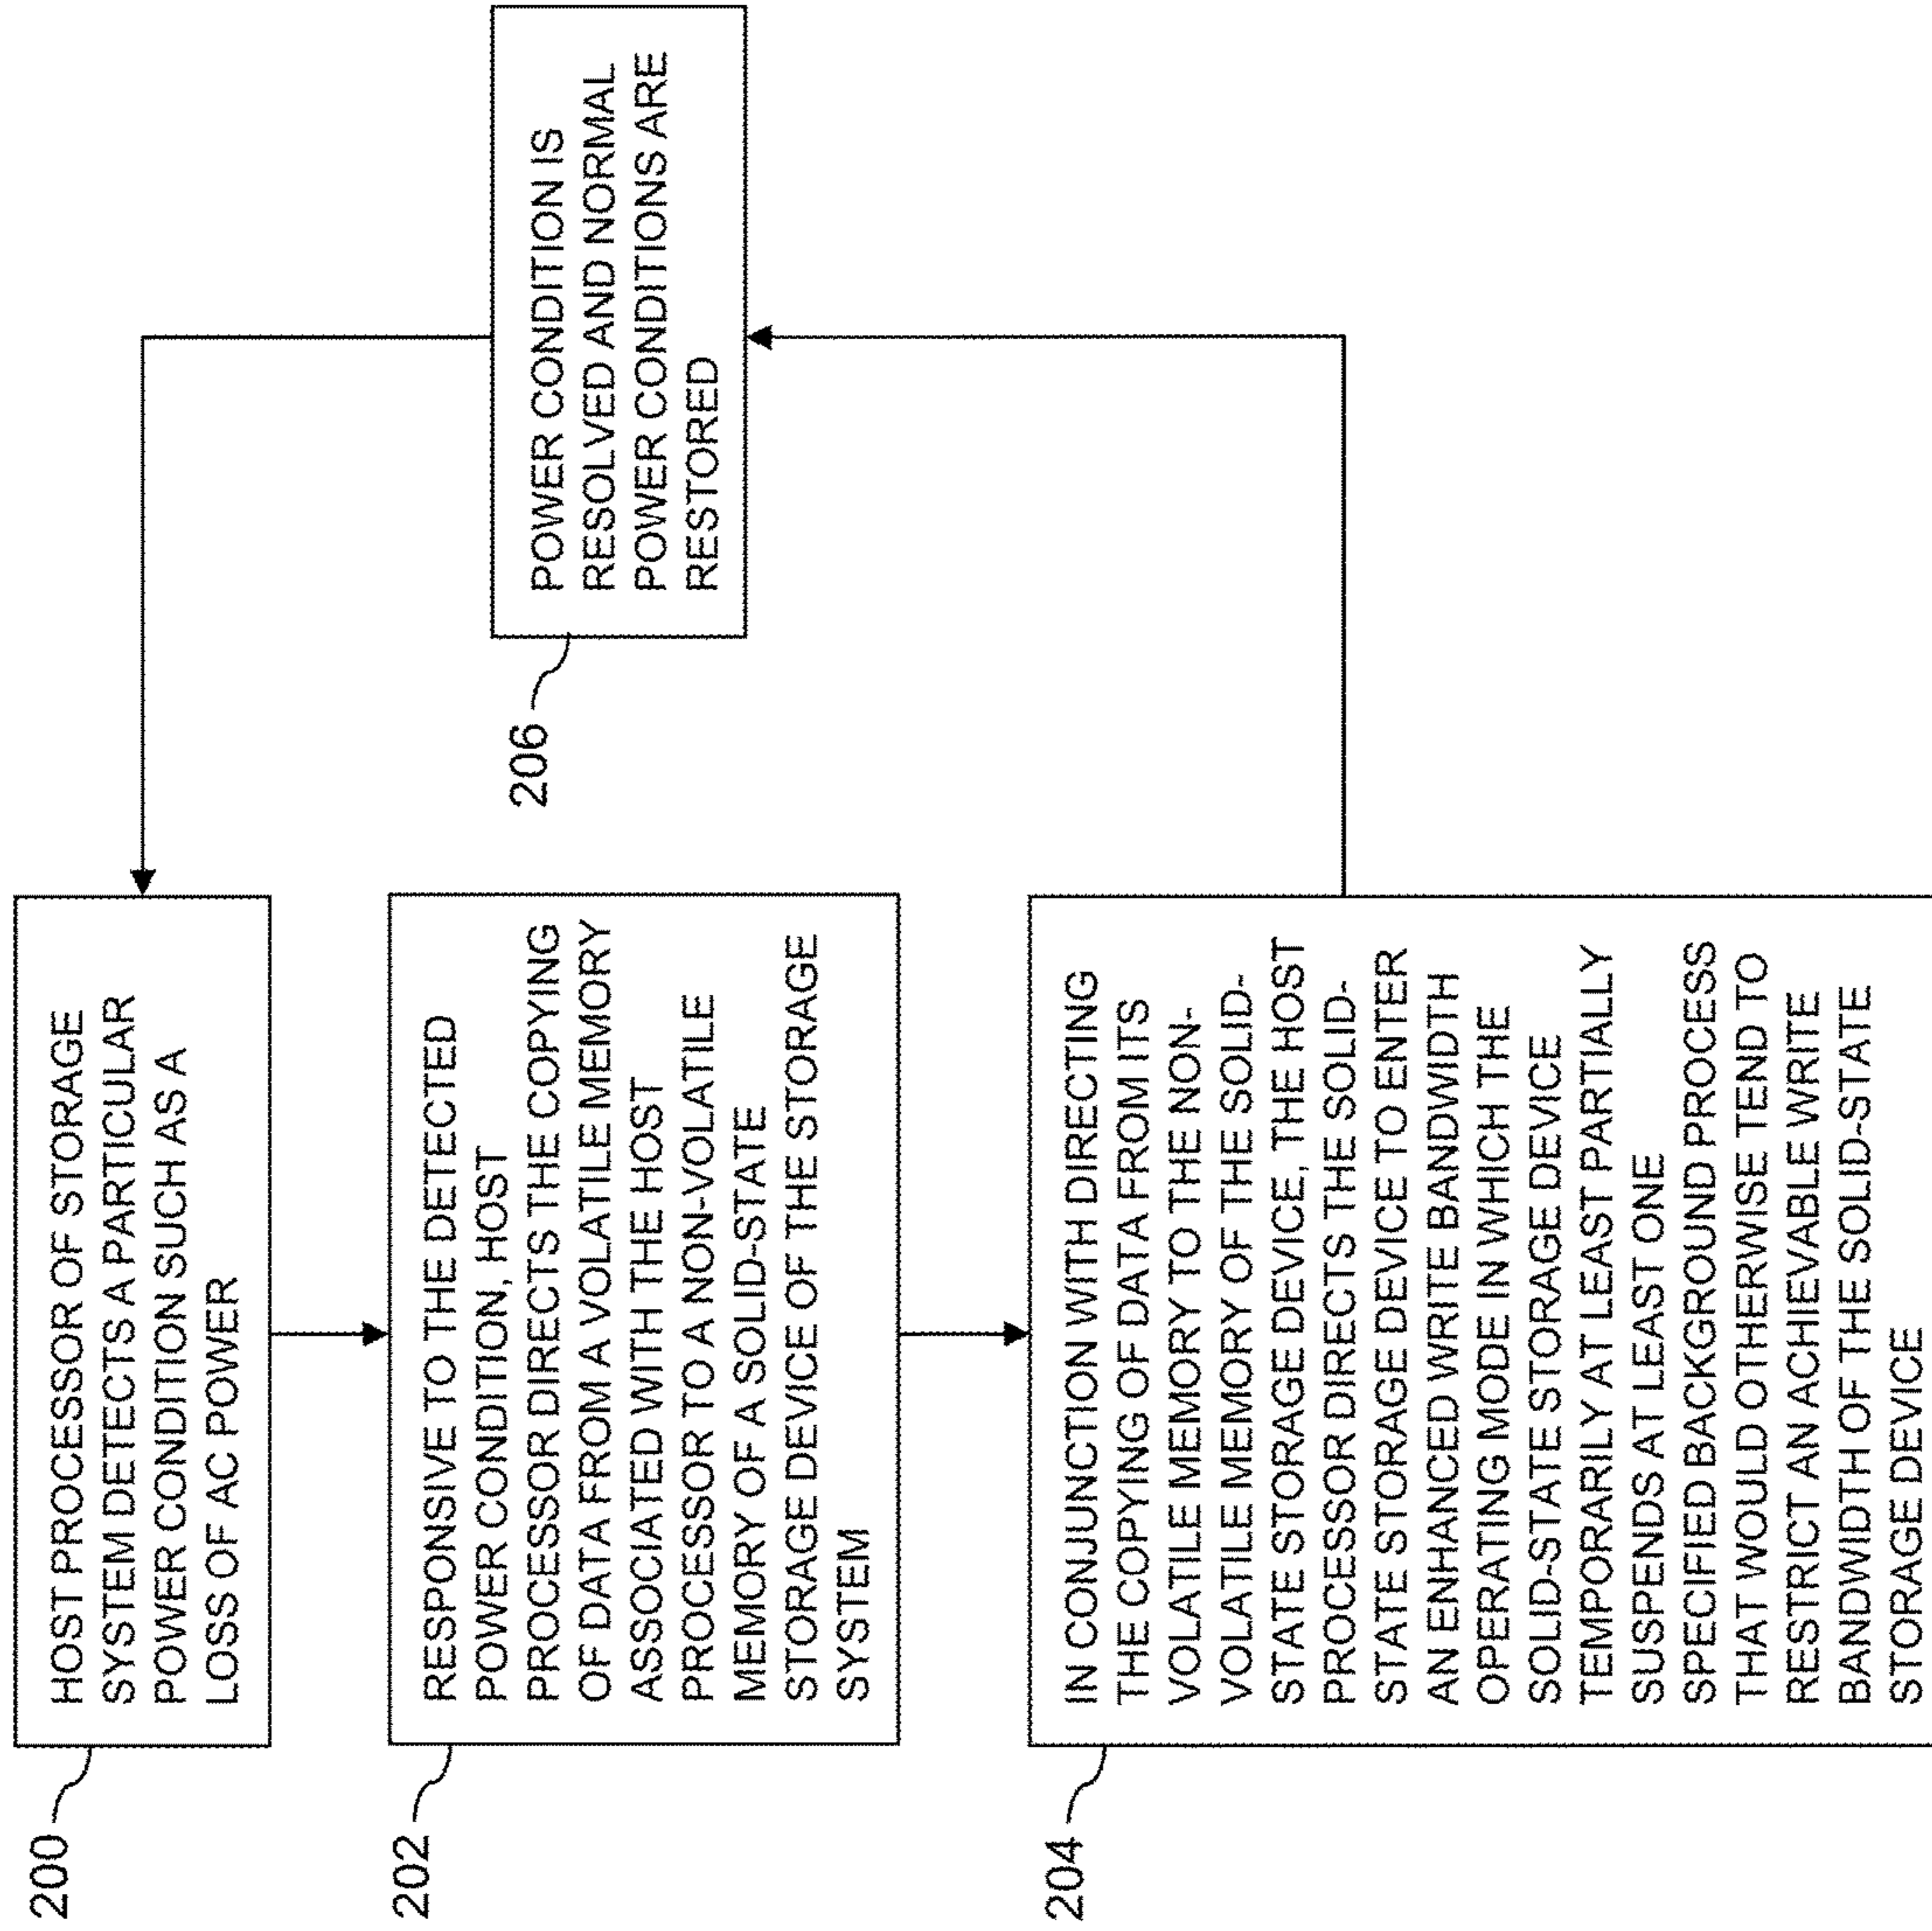 200
HOST PROCESSOR OF STORAGE
SYSTEM DETECTS A PARTICULAR
POWER CONDITION SUCH AS A
LOSS OF AC POWER
202
RESPONSIVE TO THE DETECTED
POWER CONDITION, HOST
PROCESSOR DIRECTS THE COPYING
OF DATA FROM A VOLATILE MEMORY
ASSOCIATED WITH THE HOST
PROCESSOR TO A NON-VOLATILE
MEMORY OF A SOLID-STATE
STORAGE DEVICE OF THE STORAGE
SYSTEM
204
IN CONJUNCTION WITH DIRECTING
THE COPYING OF DATA FROM ITS
VOLATILE MEMORY TO THE NON-
VOLATILE MEMORY OF THE SOLID-
STATE STORAGE DEVICE, THE HOST
PROCESSOR DIRECTS THE SOLID-
STATE STORAGE DEVICE TO ENTER
AN ENHANCED WRITE BANDWIDTH
OPERATING MODE IN WHICH THE
SOLID-STATE STORAGE DEVICE
TEMPORARILY AT LEAST PARTIALLY
SUSPENDS AT LEAST ONE
SPECIFIED BACKGROUND PROCESS
THAT WOULD OTHERWISE TEND TO
RESTRICT AN ACHIEVABLE WRITE
BANDWIDTH OF THE SOLID-STATE
STORAGE DEVICE
206
POWER CONDITION IS
RESOLVED AND NORMAL
POWER CONDITIONS ARE
RESTORED